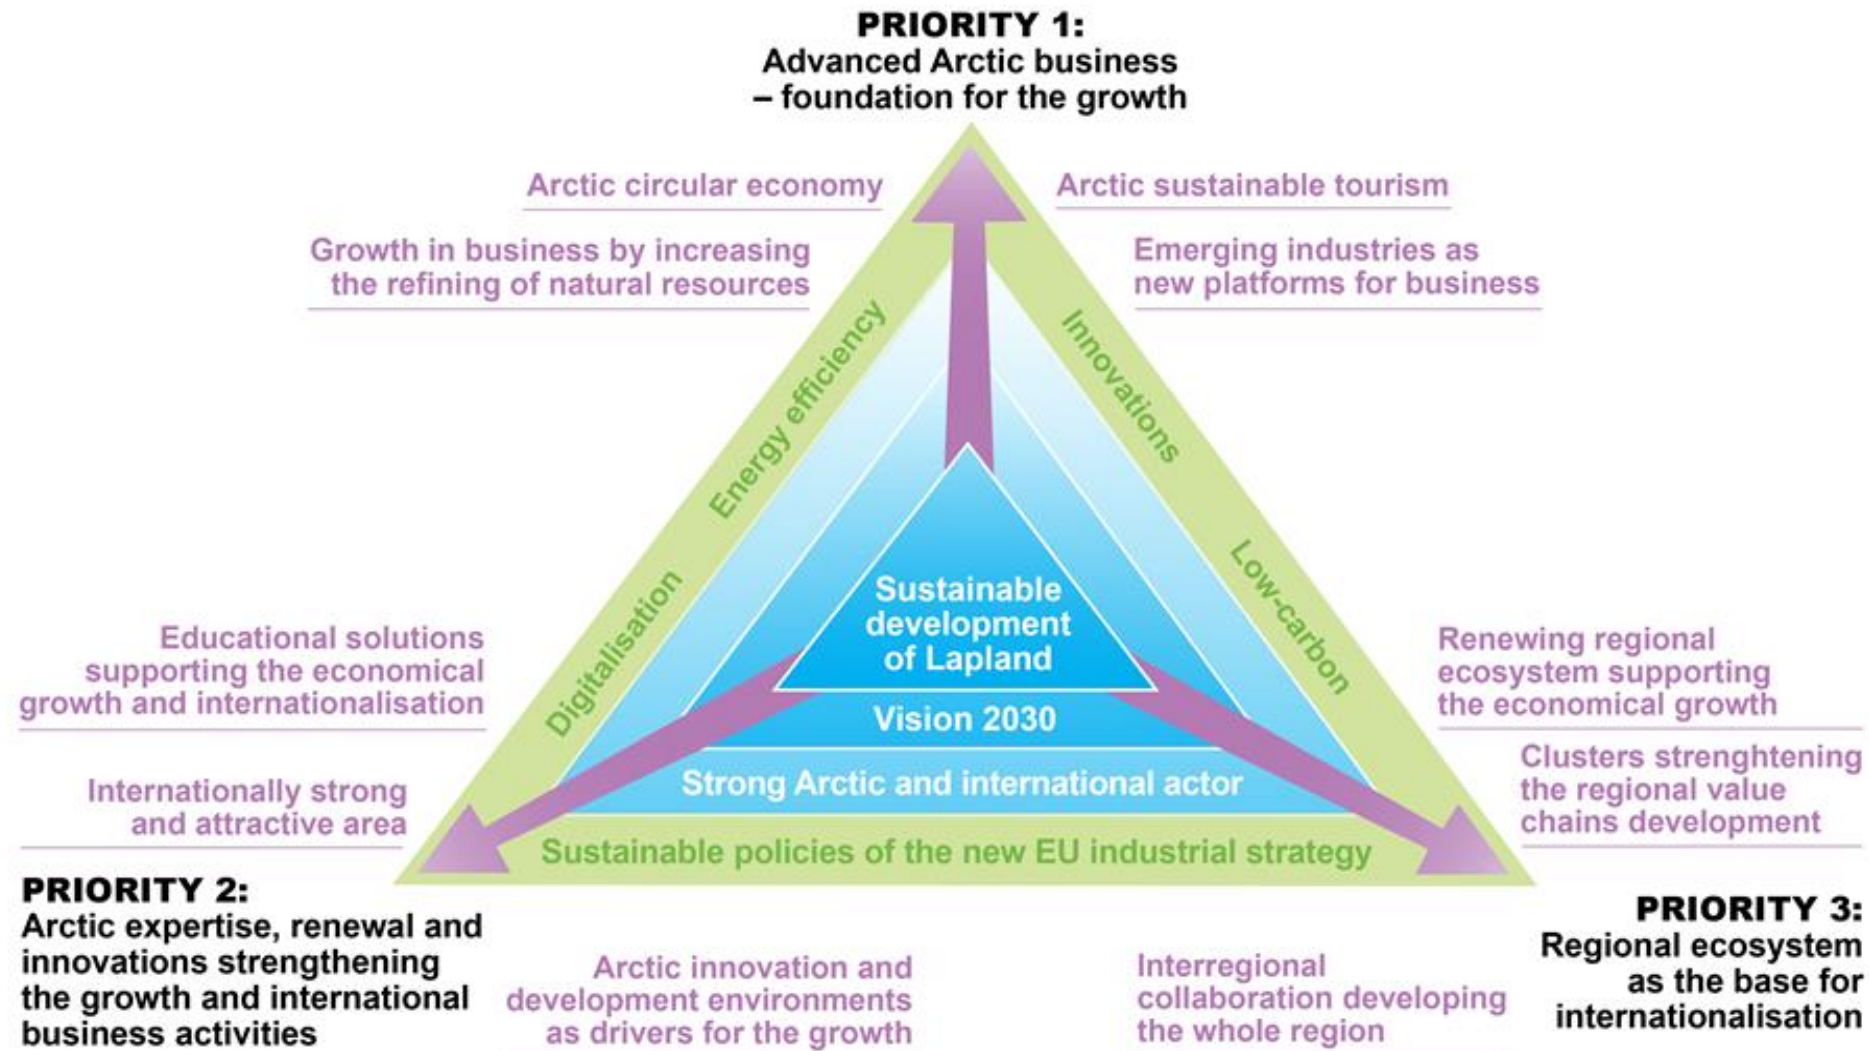 PRIORITY 1:
Advanced Arctic business
– foundation for the growth
Arctic circular economy
Arctic sustainable tourism
Growth in business by increasing
the refining of natural resources
Emerging industries as
new platforms for business
Energy efficiency
Innovations
Digitalisation
Low-carbon
Sustainable
development
of Lapland
Vision 2030
Strong Arctic and international actor
Sustainable policies of the new EU industrial strategy
Educational solutions
supporting the economical
growth and internationalisation
Internationally strong
and attractive area
PRIORITY 2:
Arctic expertise, renewal and
innovations strengthening
the growth and international
business activities
Arctic innovation and
development environments
as drivers for the growth
Renewing regional
ecosystem supporting
the economical growth
Clusters strenghtening
the regional value
chains development
PRIORITY 3:
Regional ecosystem
as the base for
internationalisation
Interregional
collaboration developing
the whole region